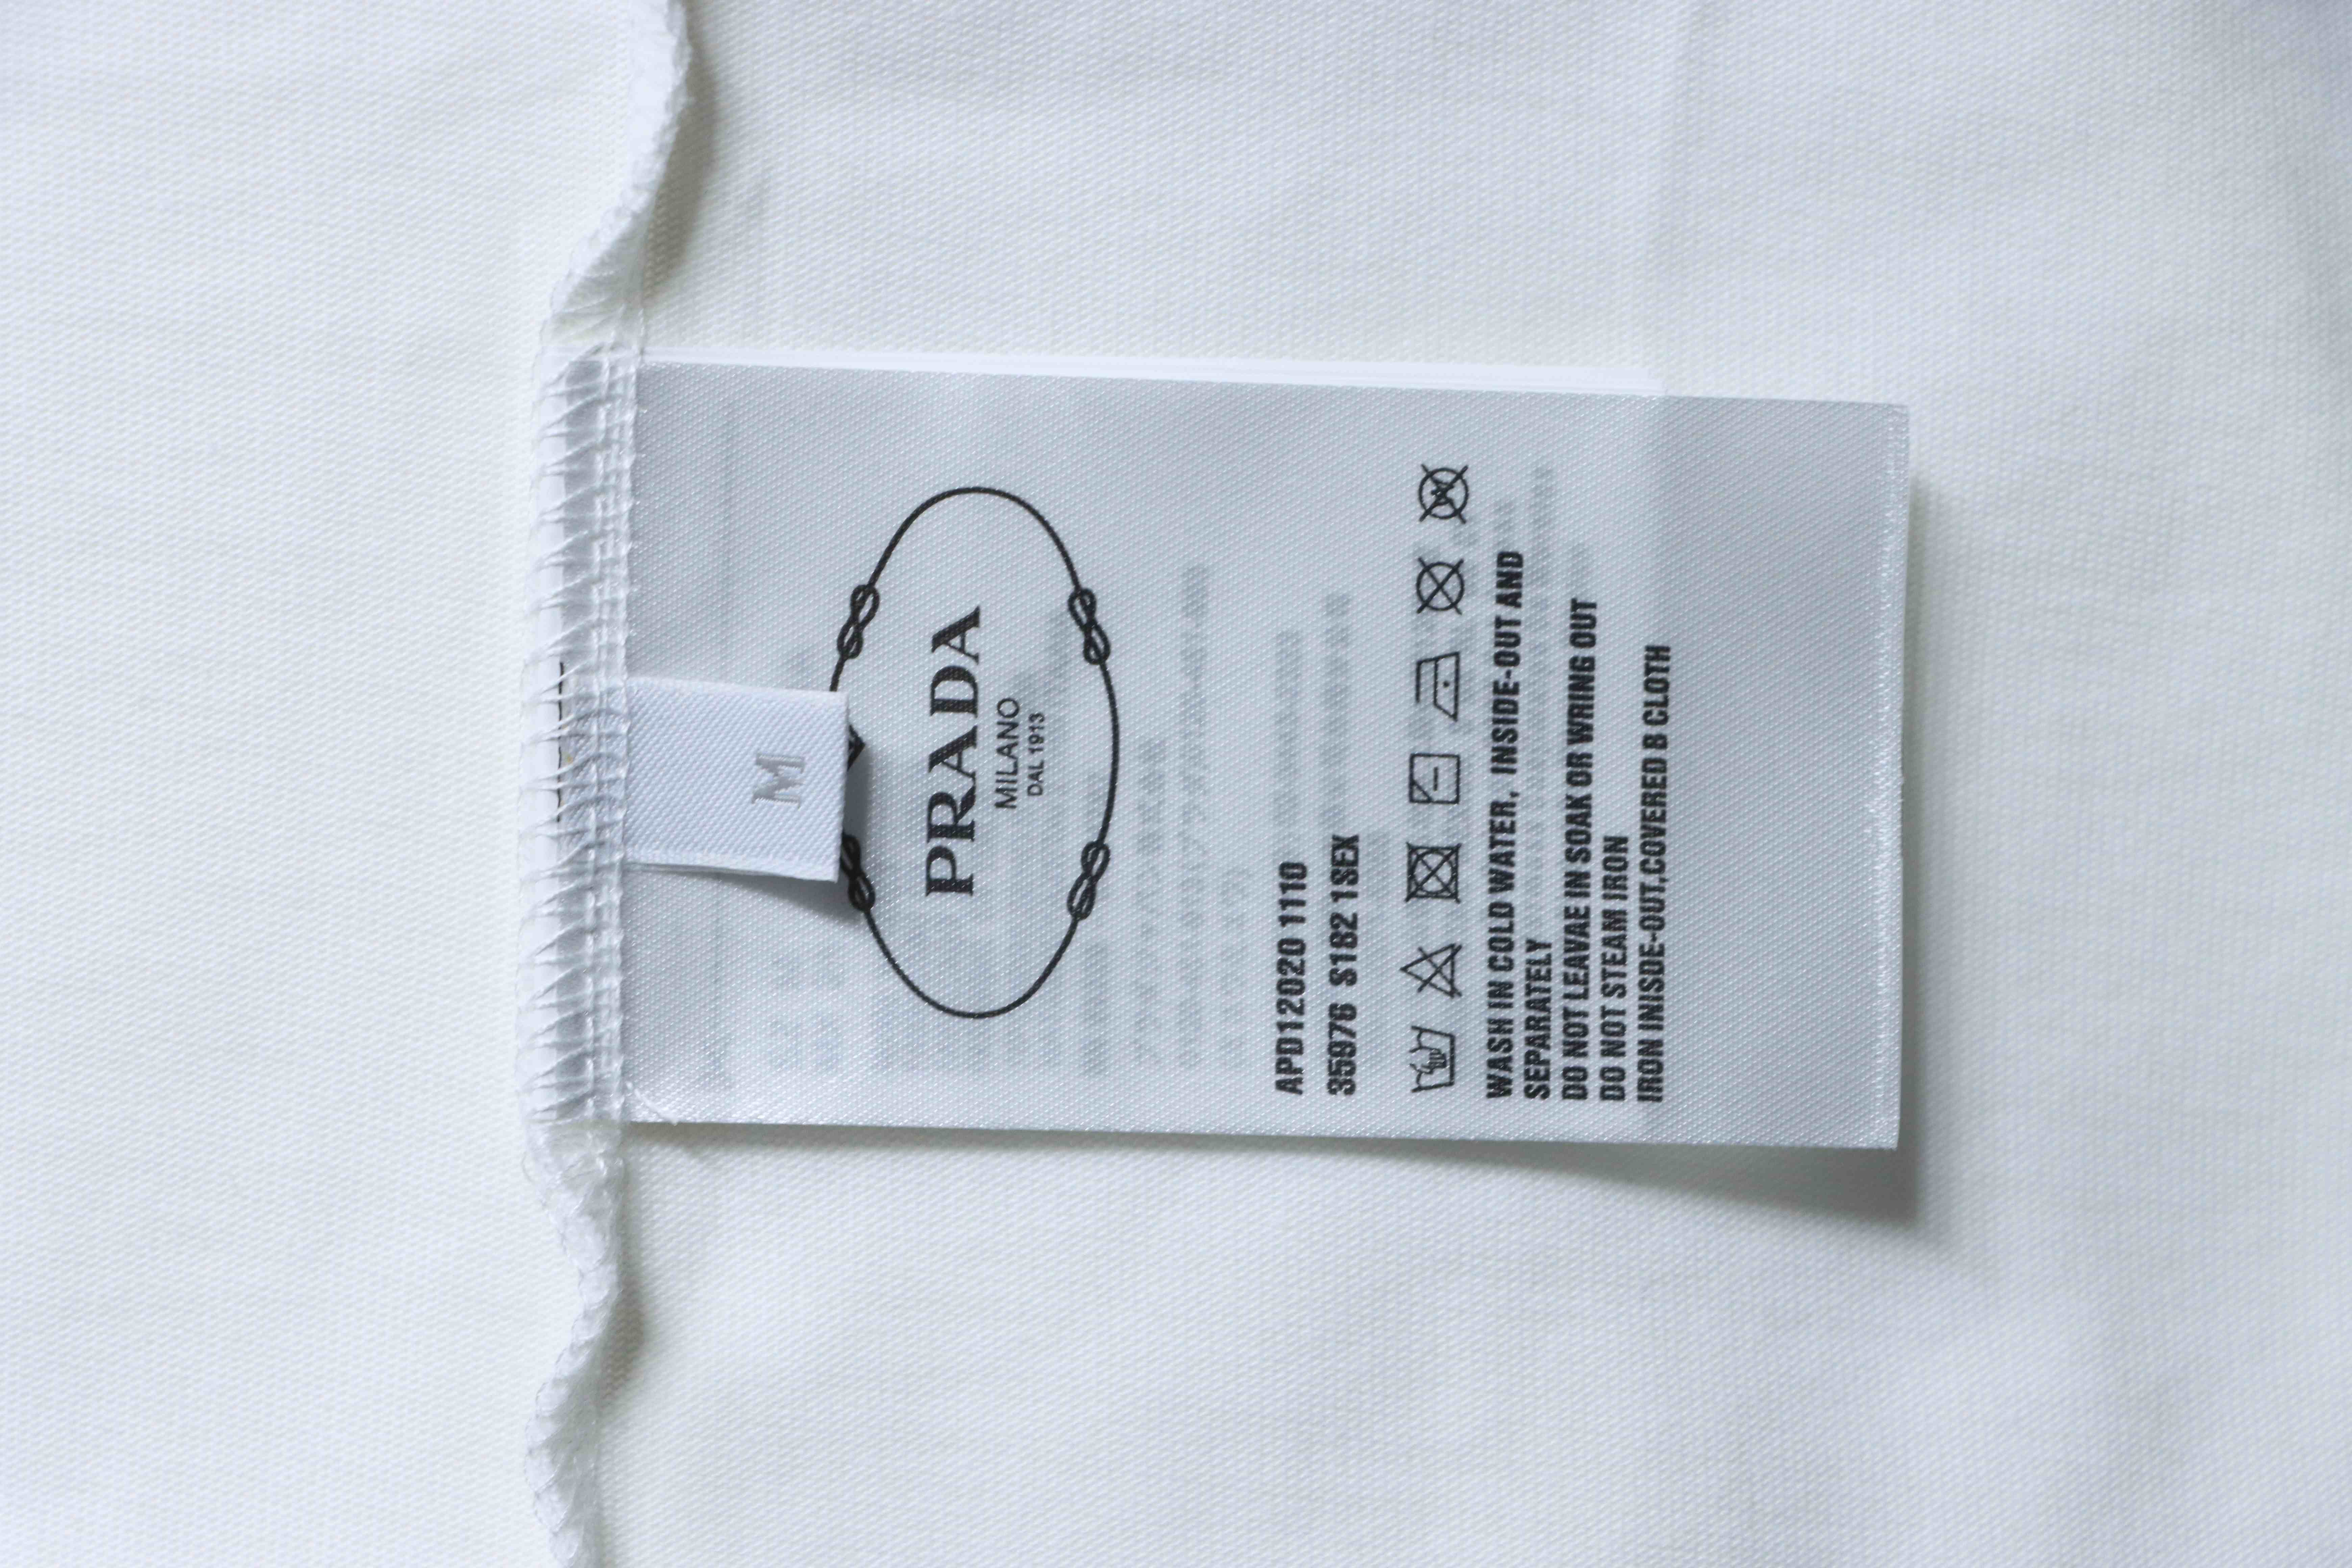 M
PRADA
MILANO
DAL 1913
APD12020 1110
35976 S182 1SEX
WASH IN COLD WATER, INSIDE-OUT AND
SEPARATELY
DO NOT LEAVAE IN SOAK OR WRING OUT
DO NOT STEAM IRON
IRON INISDE-OUT,COVERED B CLOTH